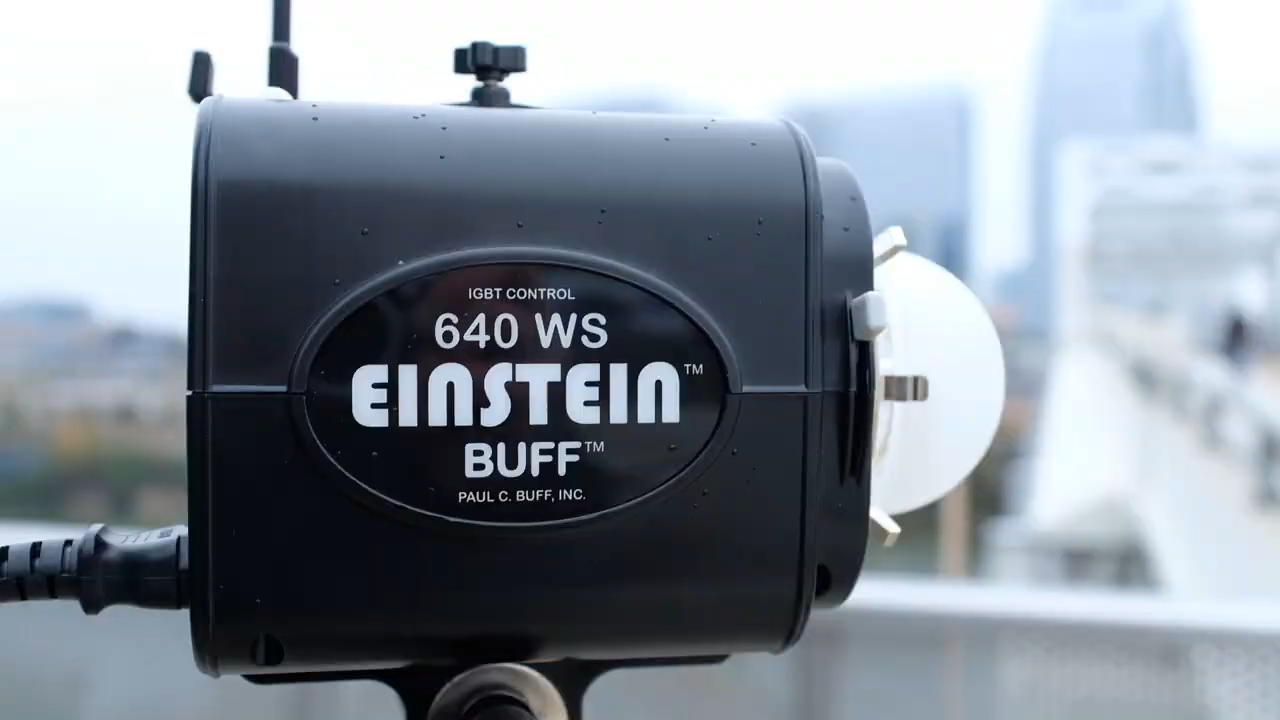 IGBT CONTROL
640 WS
EINSTEIN™
BUFF™
PAUL C. BUFF, INC.